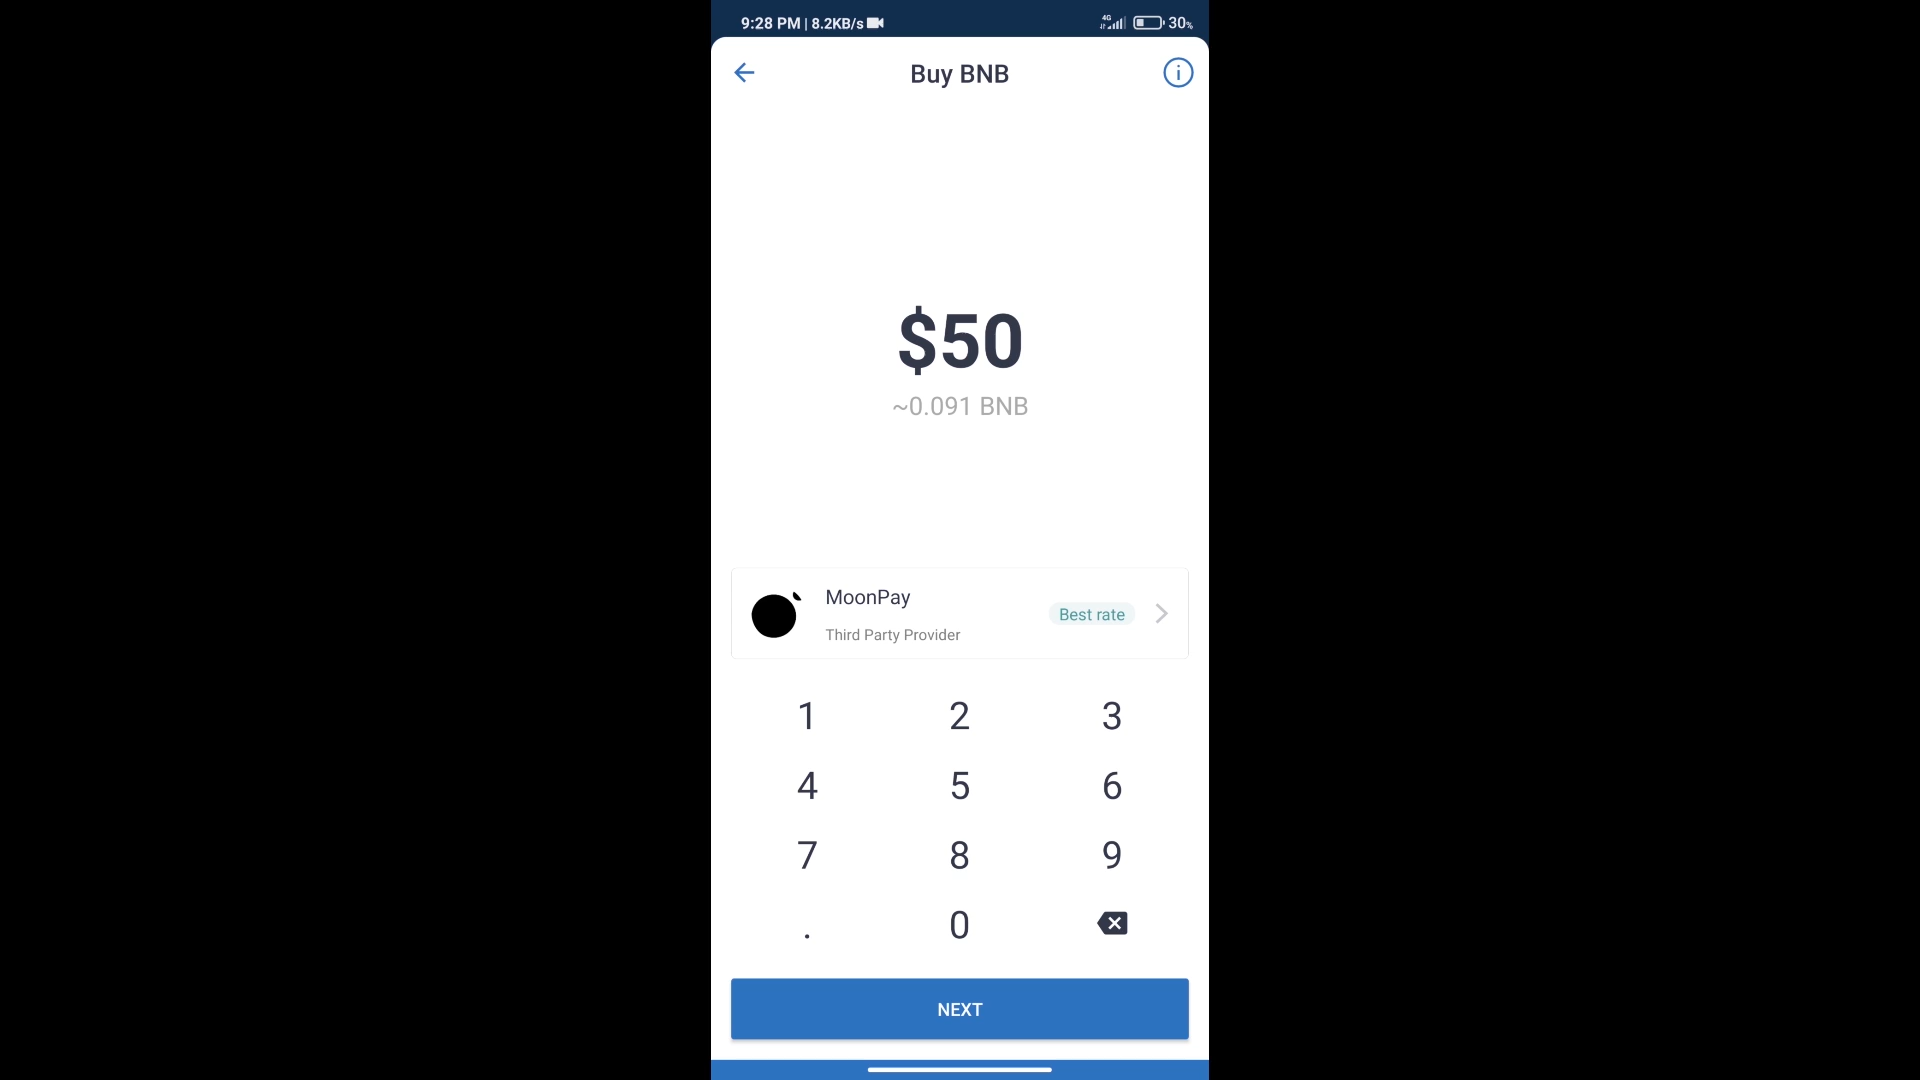 9:28 PM | 8.2KB/s
4G
30%
Buy BNB
$50
~0.091 BNB
MoonPay
Best rate
Third Party Provider
1 2 3
4 5 6
7 8 9
. 0
NEXT